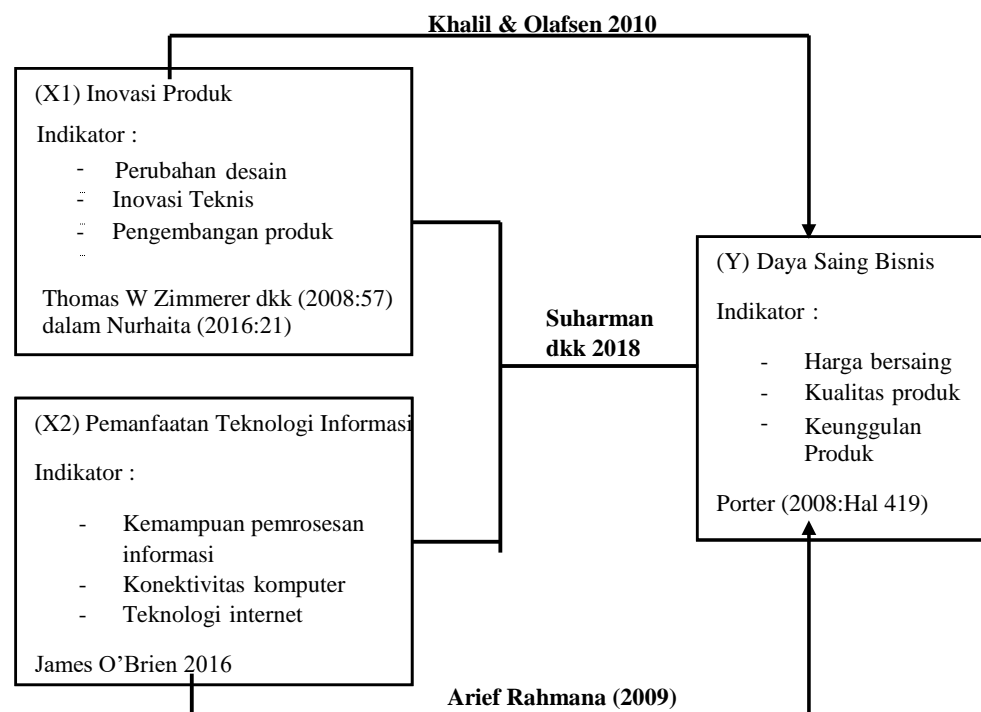 Khalil & Olafsen 2010
(X1) Inovasi Produk
Indikator :
- Perubahan desain
- Inovasi Teknis
- Pengembangan produk
Thomas W Zimmerer dkk (2008:57)
dalam Nurhaita (2016:21)
(X2) Pemanfaatan Teknologi Informasi
Indikator :
- Kemampuan pemrosesan
informasi
- Konektivitas komputer
- Teknologi internet
James O’Brien 2016
Suharman
dkk 2018
(Y) Daya Saing Bisnis
Indikator :
- Harga bersaing
- Kualitas produk
- Keunggulan
Produk
Porter (2008:Hal 419)
Arief Rahmana (2009)